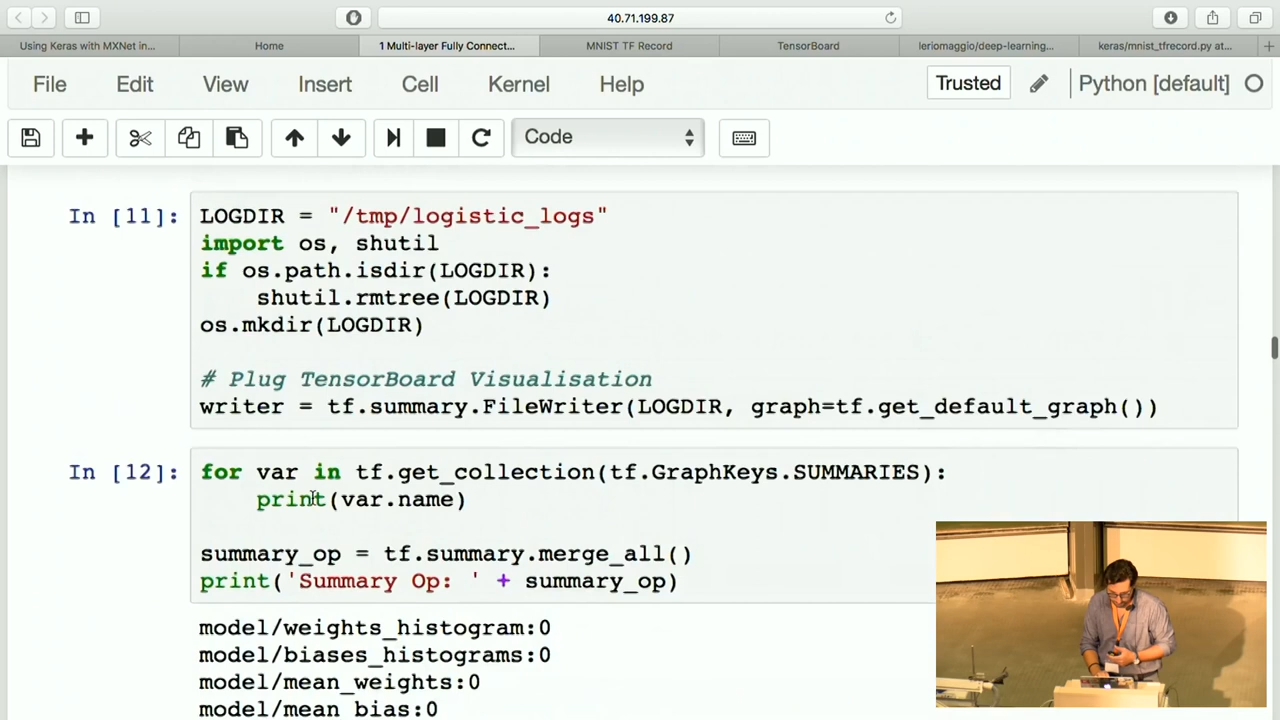 40.71.199.87
Using Keras with MXNet in...
Home
1 Multi-layer Fully Connect...
MNIST TF Record
TensorBoard
leriomaggio/deep-learning...
keras/mnist_tfrecord.py at...
File Edit View Insert Cell Kernel Help Trusted Python [default]
Code
In [11]: LOGDIR = "/tmp/logistic_logs"
import os, shutil
if os.path.isdir(LOGDIR):
    shutil.rmtree(LOGDIR)
os.mkdir(LOGDIR)
# Plug TensorBoard Visualisation
writer = tf.summary.FileWriter(LOGDIR, graph=tf.get_default_graph())
In [12]: for var in tf.get_collection(tf.GraphKeys.SUMMARIES):
    print(var.name)
summary_op = tf.summary.merge_all()
print('Summary Op: ' + summary_op)
model/weights_histogram:0
model/biases_histograms:0
model/mean_weights:0
model/mean_bias:0